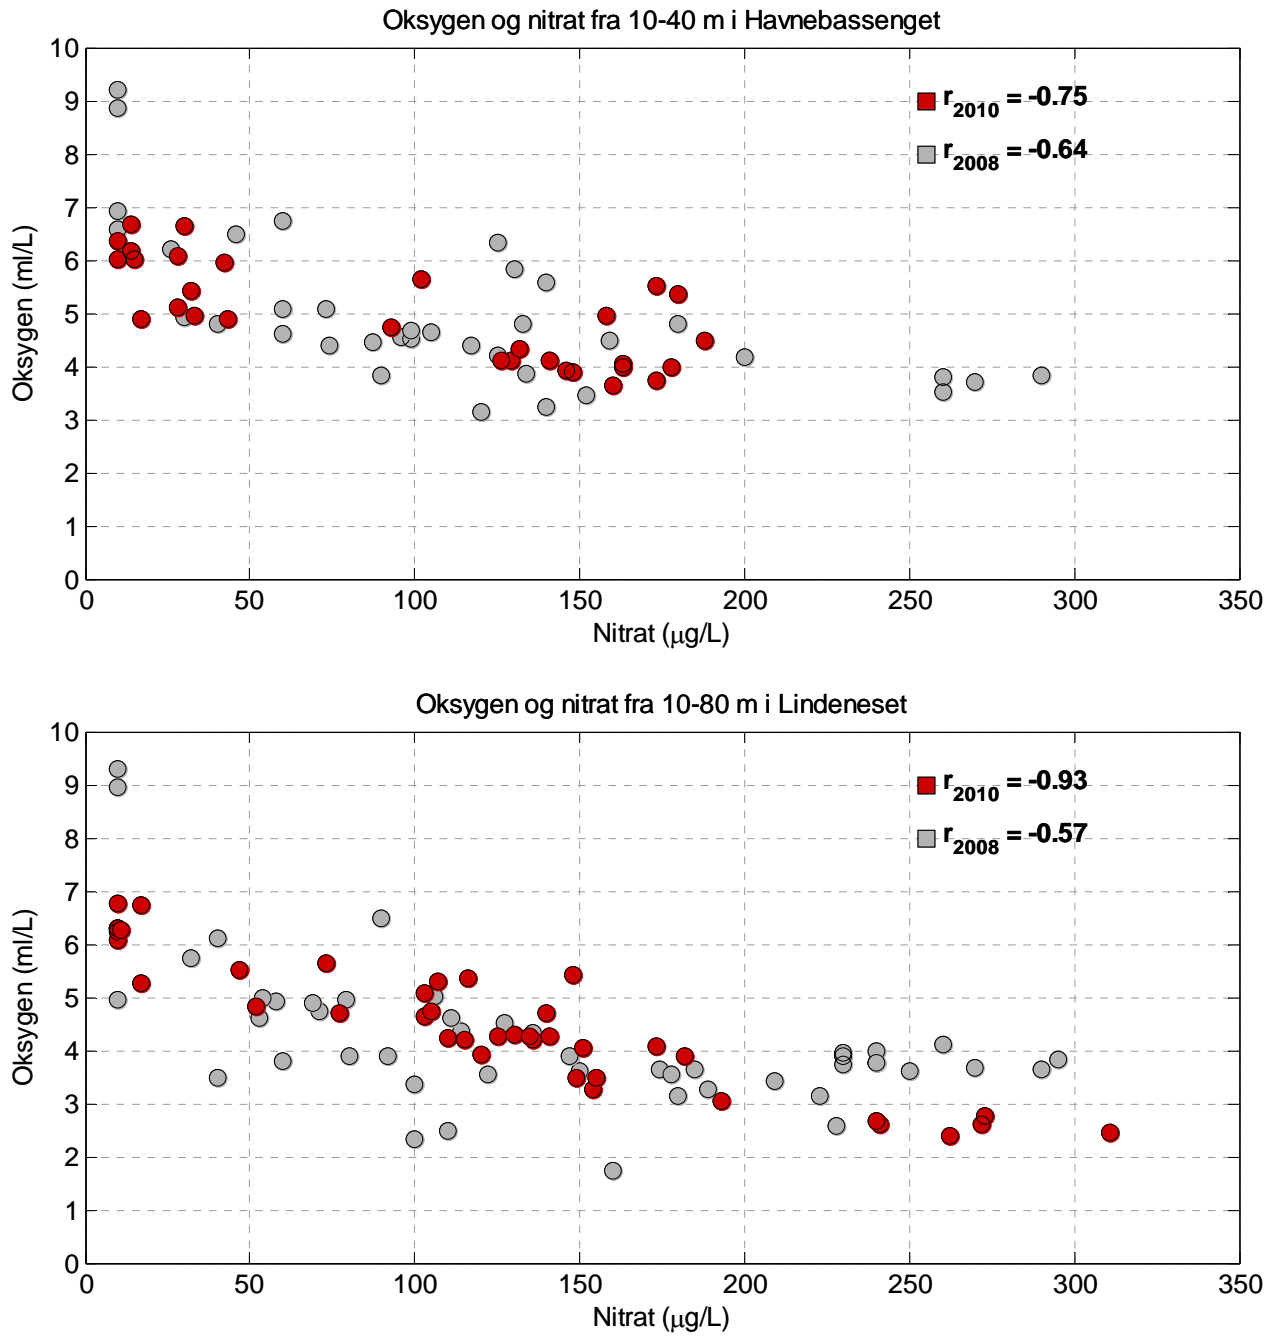 Oksygen og nitrat fra 10-40 m i Havnebassenget
10
9
8
7
6
5
4
3
2
1
0
Oksygen (ml/L)
r2010 = -0.75
r2008 = -0.64
0 50 100 150 200 250 300 350
Nitrat (µg/L)
Oksygen og nitrat fra 10-80 m i Lindeneset
10
9
8
7
6
5
4
3
2
1
0
Oksygen (ml/L)
r2010 = -0.93
r2008 = -0.57
0 50 100 150 200 250 300 350
Nitrat (µg/L)